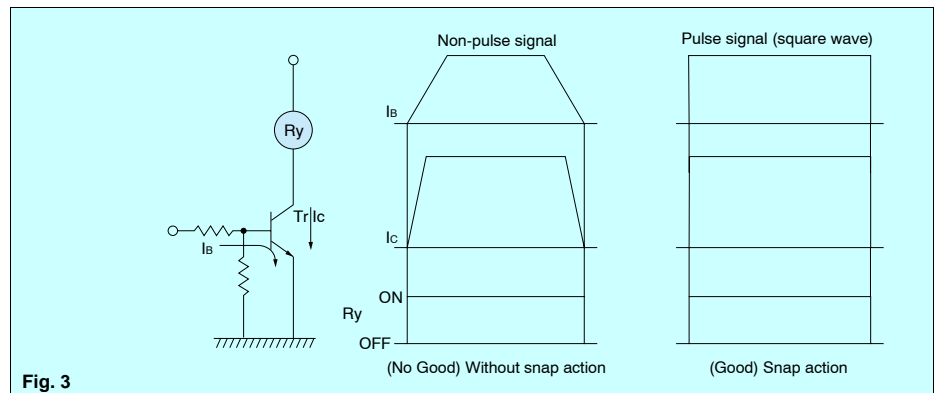 Non-pulse signal
Pulse signal (square wave)
Ry
IB
Tr Ic
IB
IC
ON
Ry
OFF
(No Good) Without snap action
(Good) Snap action
Fig. 3